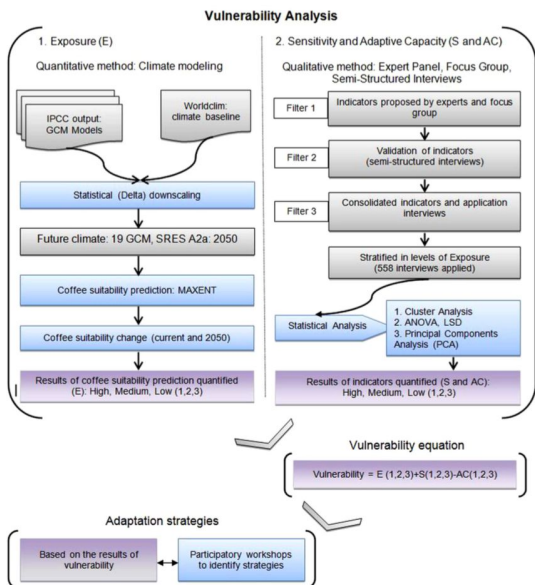 Vulnerability Analysis
1. Exposure (E)
Quantitative method: Climate modeling
IPCC output:
GCM Models
Worldclim:
climate baseline
Statistical (Delta) downscaling
Future climate: 19 GCM, SRES A2a: 2050
Coffee suitability prediction: MAXENT
Coffee suitability change (current and 2050)
Results of coffee suitability prediction quantified
(E): High, Medium, Low (1,2,3)
2. Sensitivity and Adaptive Capacity (S and AC)
Qualitative method: Expert Panel, Focus Group,
Semi-Structured Interviews
Filter 1
Indicators proposed by experts and focus
group
Filter 2
Validation of indicators
(semi-structured interviews)
Filter 3
Consolidated indicators and application
interviews
Stratified in levels of Exposure
(558 interviews applied)
Statistical Analysis
1. Cluster Analysis
2. ANOVA, LSD
3. Principal Components
Analysis (PCA)
Results of indicators quantified (S and AC):
High, Medium, Low (1,2,3)
Vulnerability equation
Vulnerability = E (1,2,3)+S(1,2,3)-AC(1,2,3)
Adaptation strategies
Based on the results of
vulnerability
Participatory workshops
to identify strategies